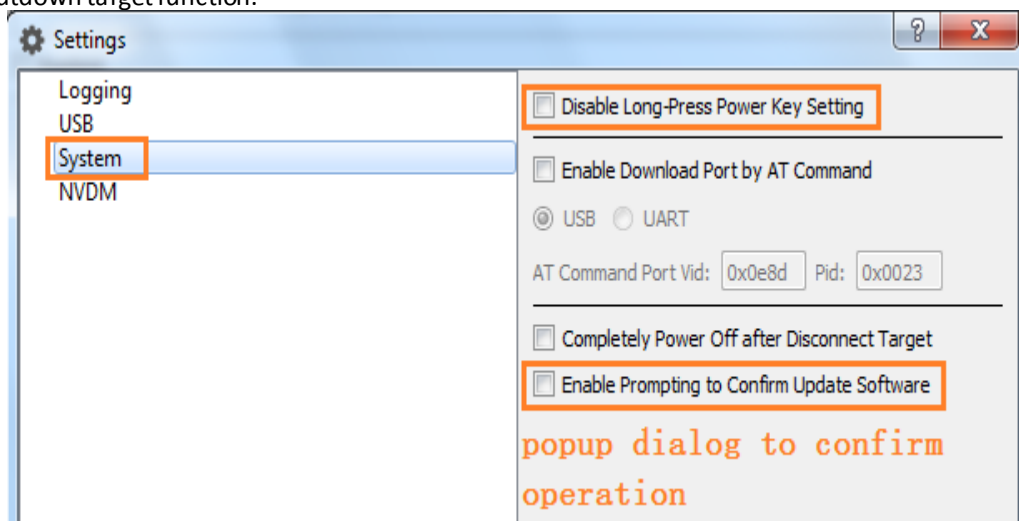 target function.
Settings
?
X
Logging
USB
System
NVDM
Disable Long-Press Power Key Setting
Enable Download Port by AT Command
USB UART
AT Command Port Vid: 0x0e8d Pid: 0x0023
Completely Power Off after Disconnect Target
Enable Prompting to Confirm Update Software
popup dialog to confirm
operation